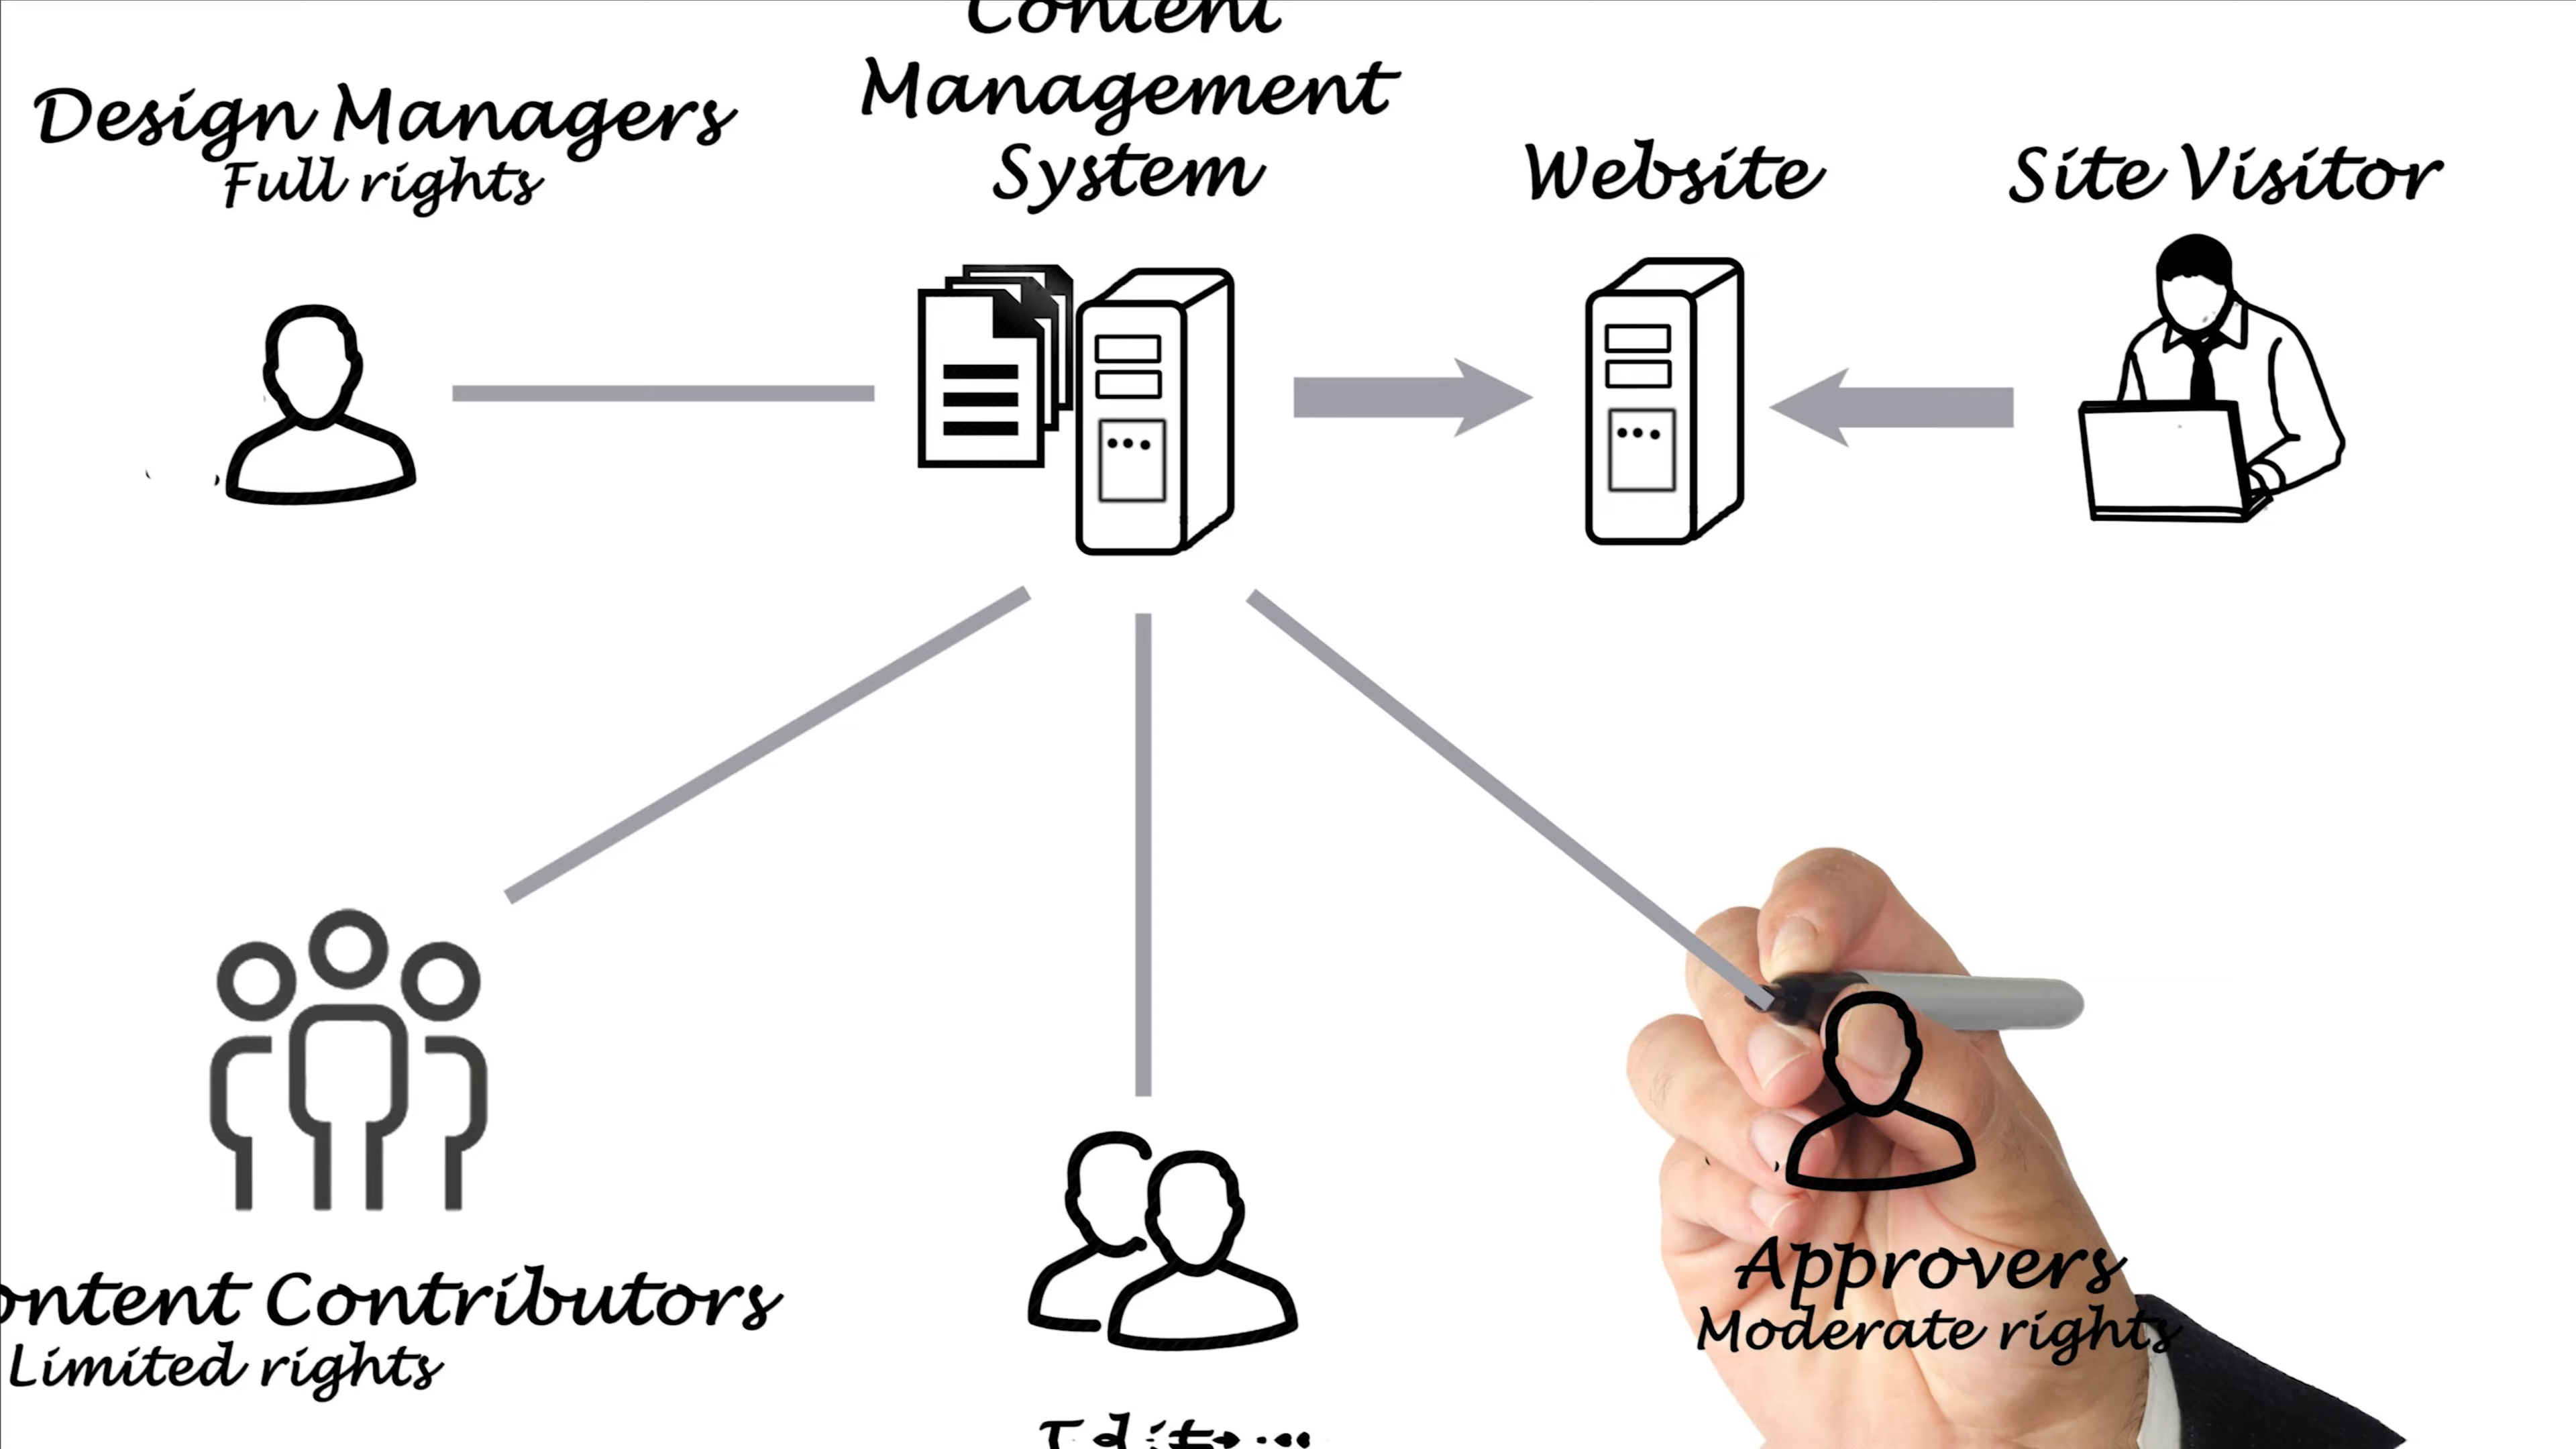 Content
Management
System
Design Managers
Full rights
Website
Site Visitor
ontent Contributors
Limited rights
Approvers
Moderate rights